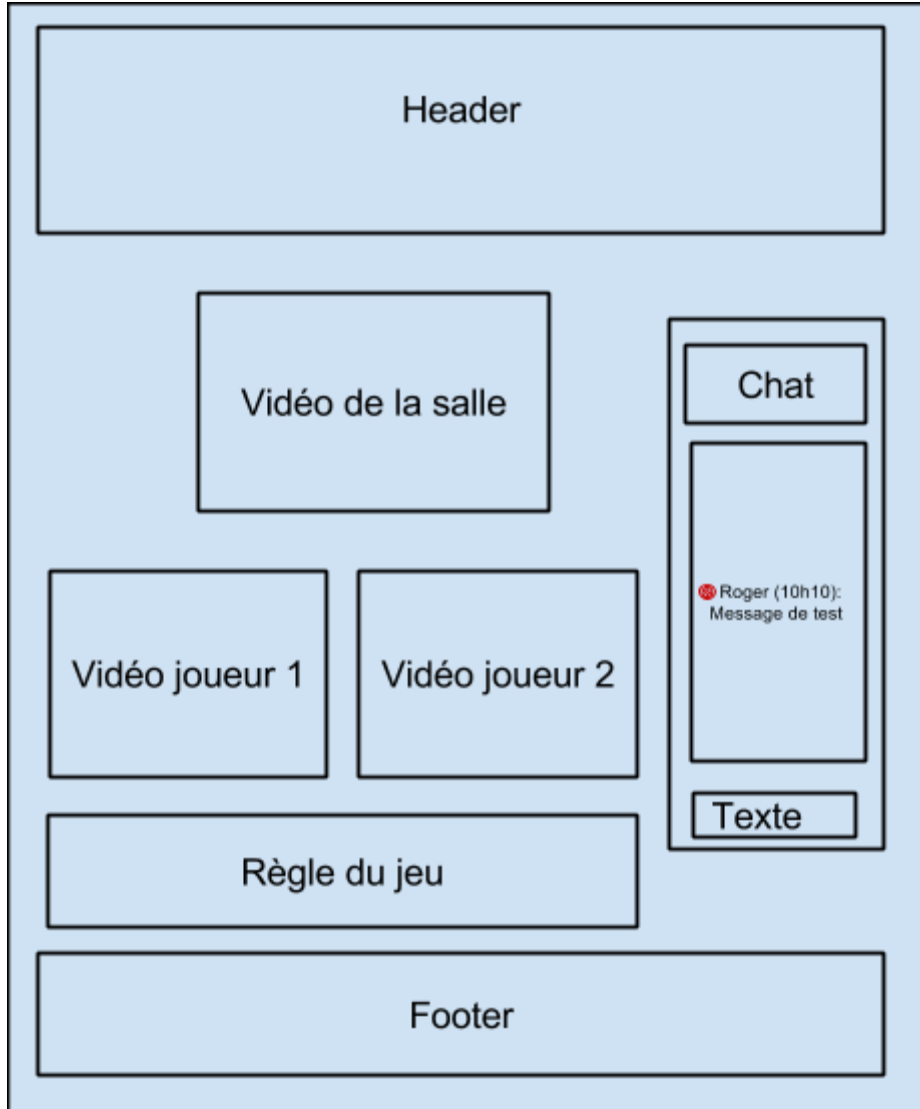 Header
Vidéo de la salle
Chat
Roger (10h10):
Message de test
Vidéo joueur 1
Vidéo joueur 2
Texte
Règle du jeu
Footer